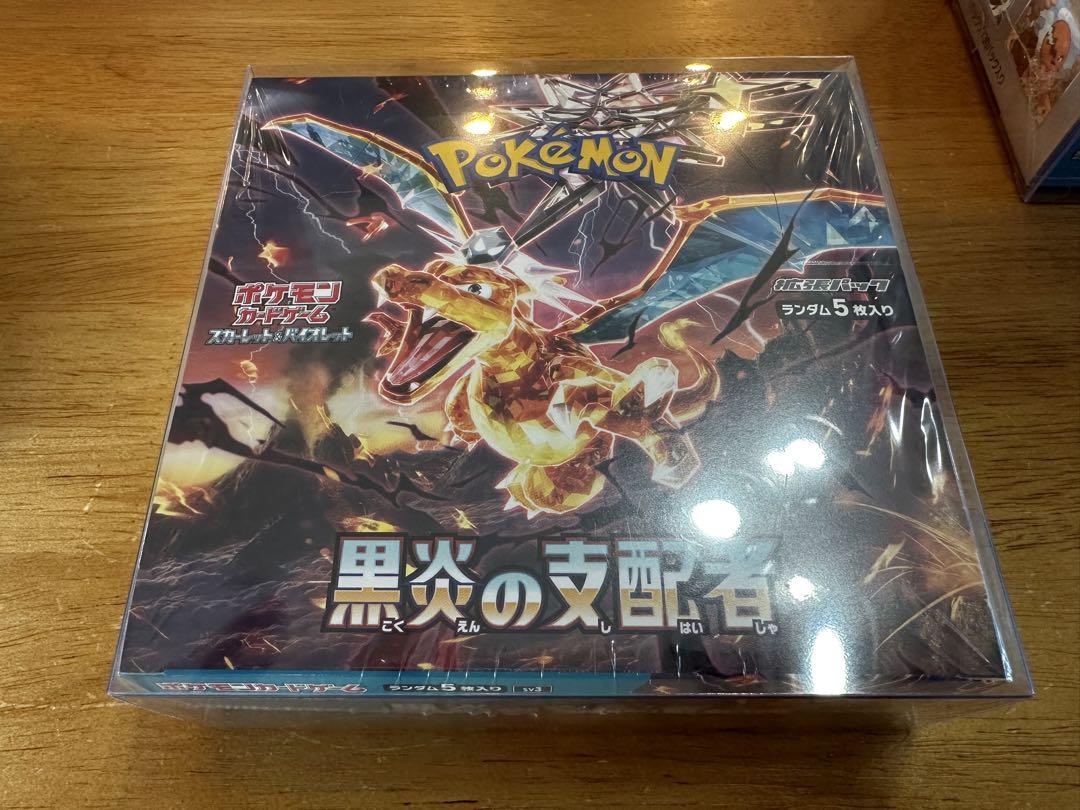 POKéMON
ポケモン
カードゲーム
スカーレット&バイオレット
拡張パック
ランダム5枚入り
黒炎の支配者
こく えん し はい しゃ
ポケモンカードゲーム ランダム5枚入り sv3